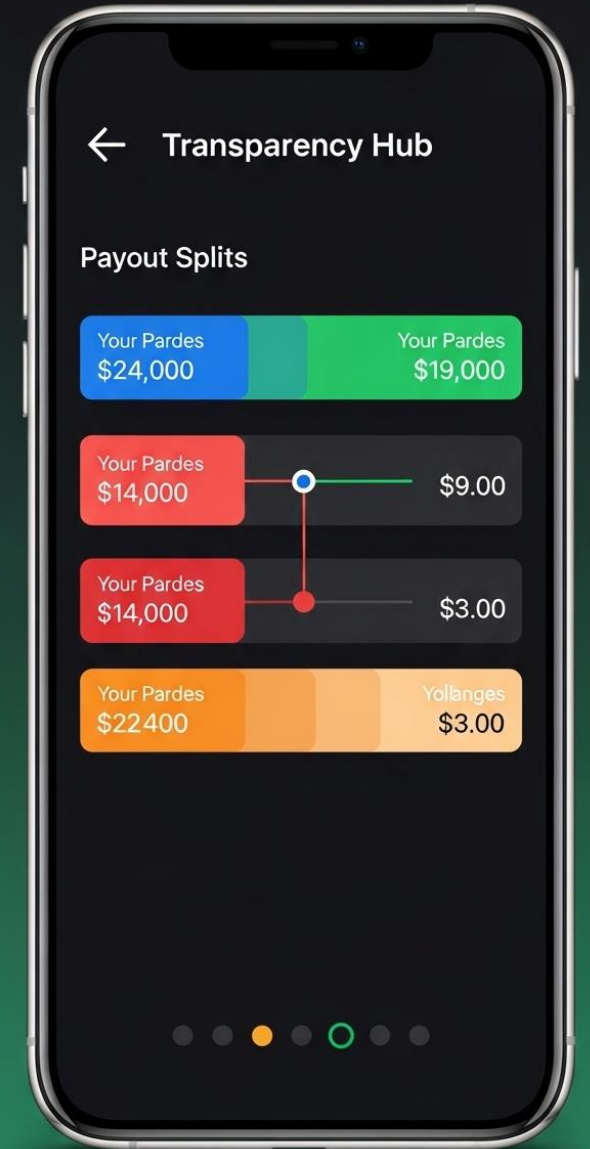 Transparency Hub
Payout Splits
Your Pardes
$24,000
Your Pardes
$19,000
Your Pardes
$14,000
$9.00
Your Pardes
$14,000
$3.00
Your Pardes
$22400
Yollanges
$3.00